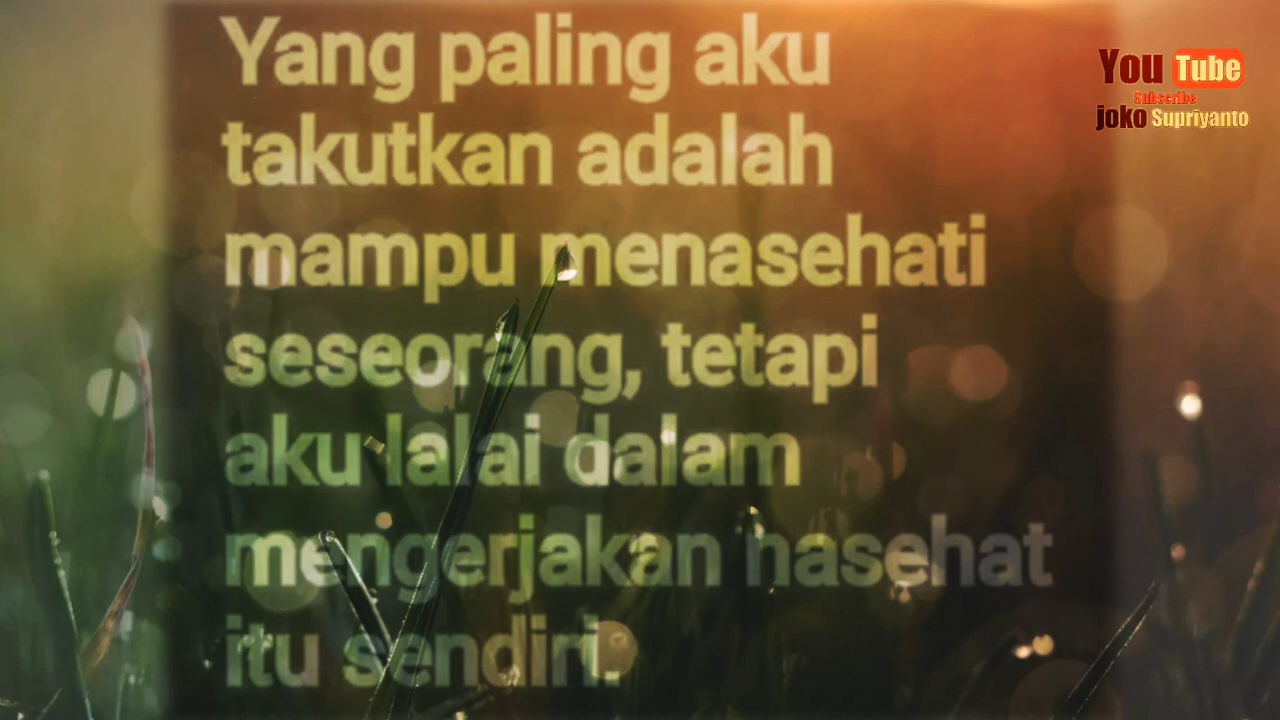 Yang paling aku
takutkan adalah
mampu menasehati
seseorang, tetapi
aku lalai dalam
mengerjakan nasehat
itu sendiri.
You Tube
Subscribe
joko Supriyanto